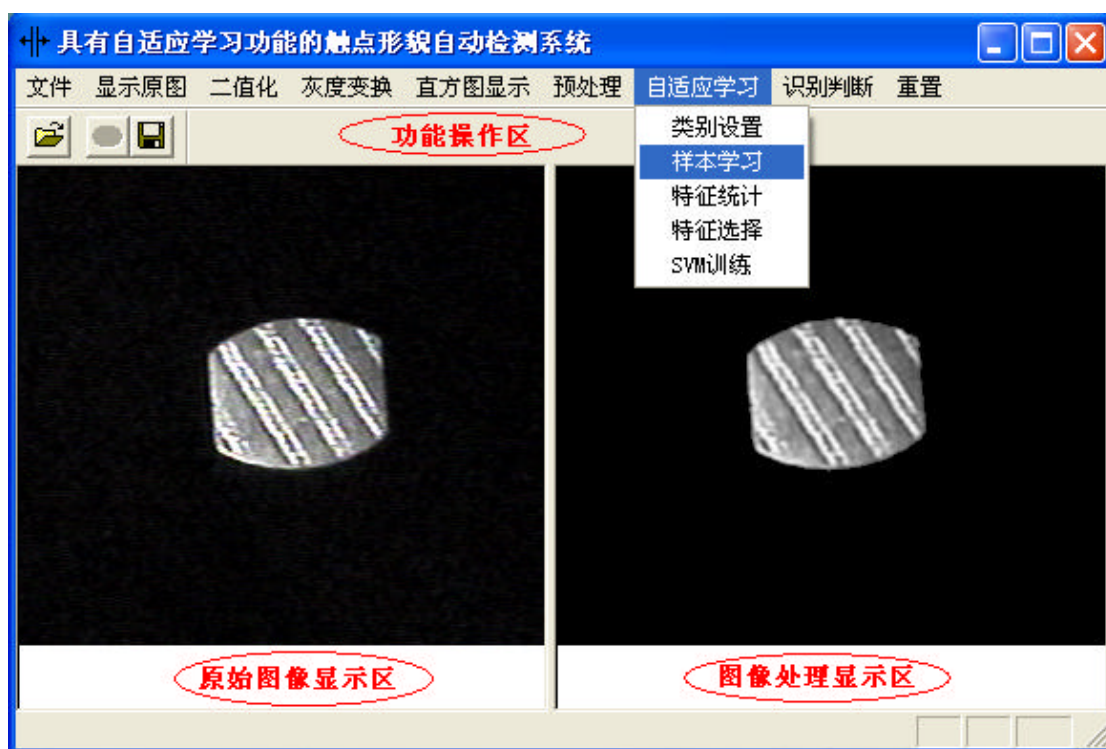 具有自适应学习功能的触点形貌自动检测系统
文件 显示原图 二值化 灰度变换 直方图显示 预处理 自适应学习 识别判断 重置
功能操作区
类别设置
样本学习
特征统计
特征选择
SVM训练
原始图像显示区
图像处理显示区